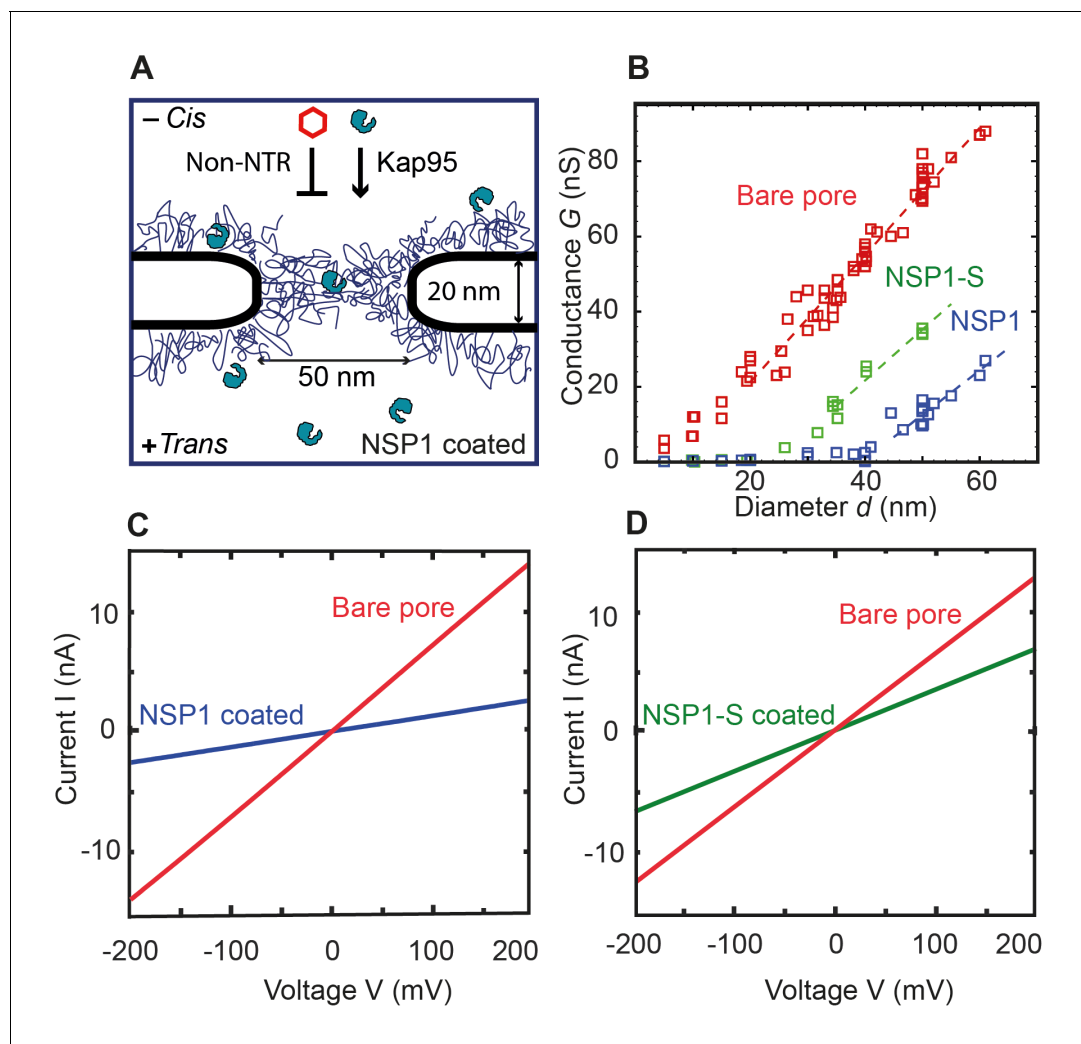 A
– Cis
Non-NTR
Kap95
20 nm
50 nm
+Trans
NSP1 coated
B
Conductance G (nS)
80
60
40
20
0
Bare pore
NSP1-S
NSP1
20
40
60
Diameter d (nm)
C
Current I (nA)
10
0
-10
Bare pore
NSP1 coated
-200
-100
0
100
200
Voltage V (mV)
D
Current I (nA)
10
0
-10
Bare pore
NSP1-S coated
-200
-100
0
100
200
Voltage V (mV)